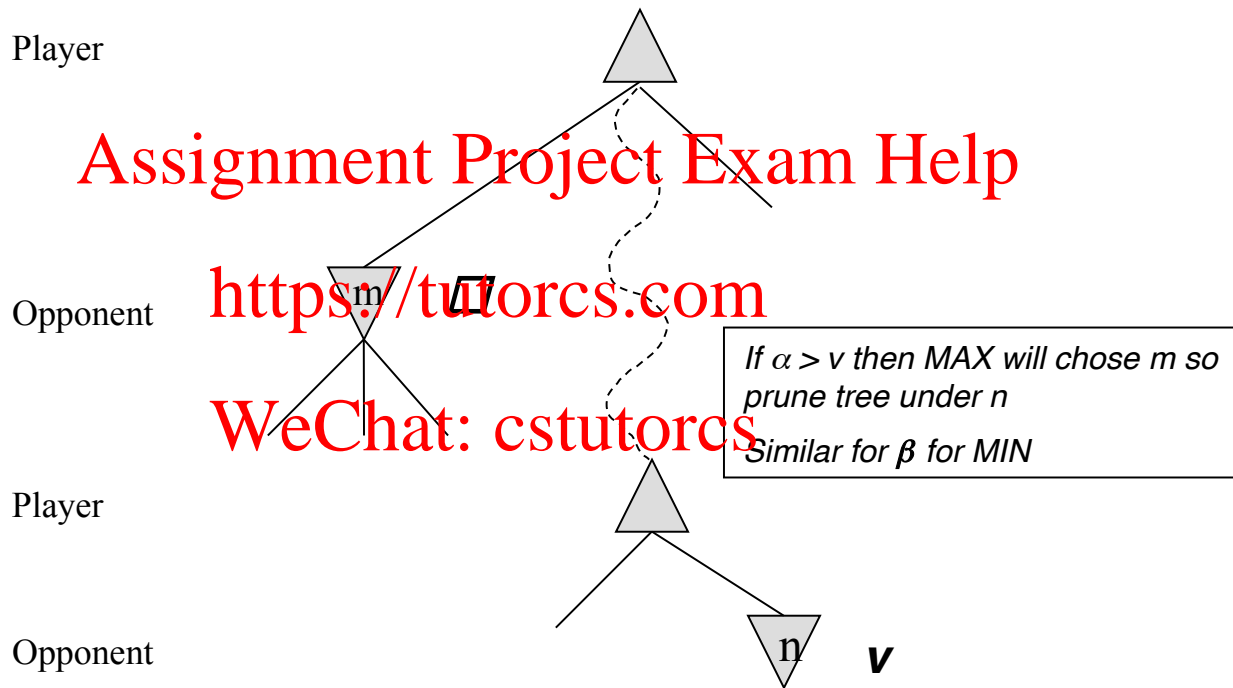 Player
Assignment Project Exam Help
m
https://tutorcs.com
Opponent
If α > v then MAX will chose m so
prune tree under n
WeChat: cstutorcs
Similar for β for MIN
Player
Opponent
n
v